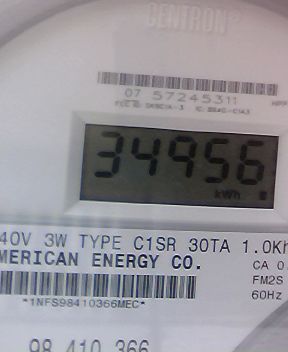 CENTRON®
07 57245311
34956
kWh
40V 3W TYPE C1SR 30TA 1.0Kh
MERICAN ENERGY CO.
CA 0.
FM2S
*1NFS98410366MEC*
60Hz
98 410 366